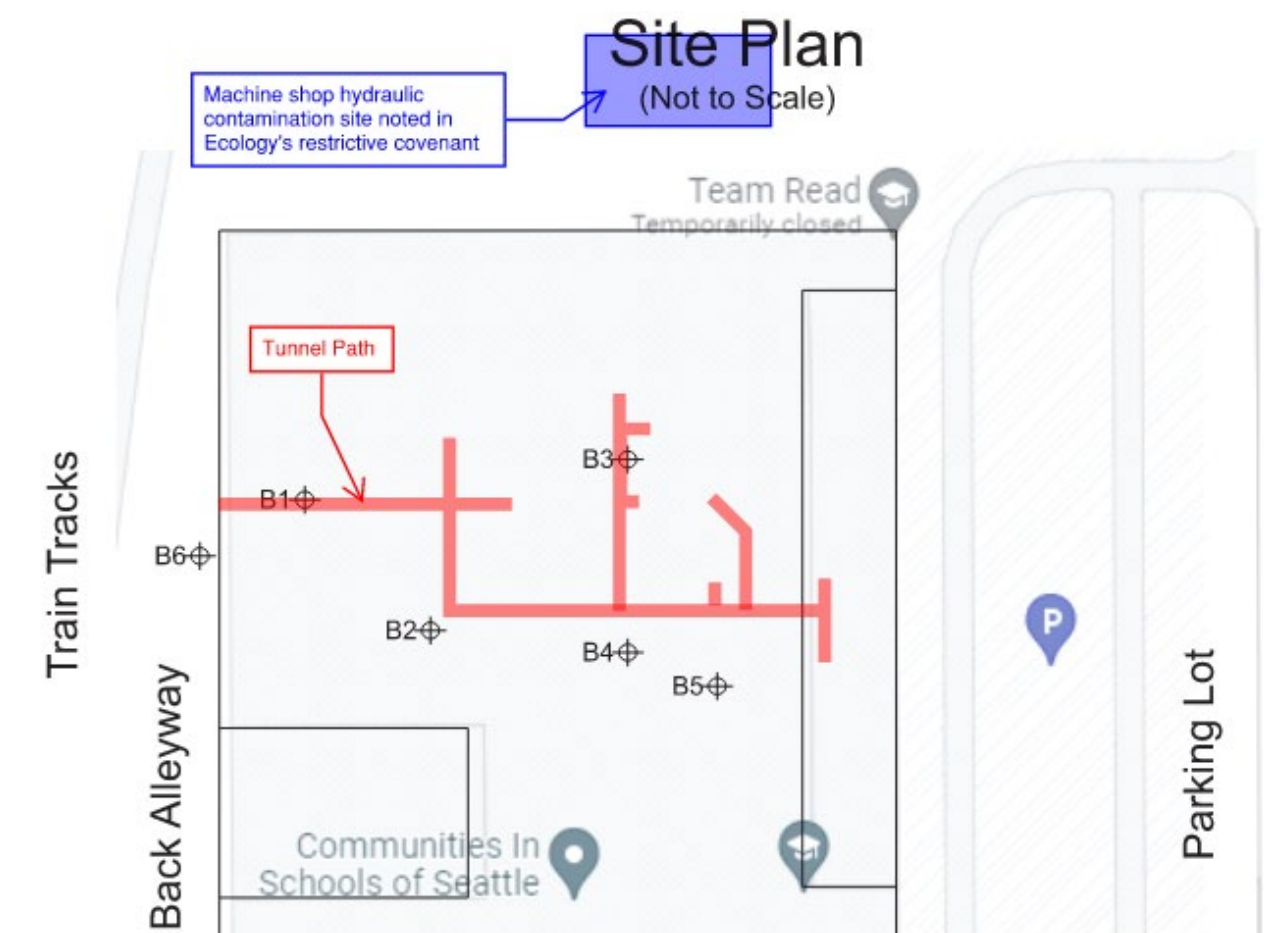 Site Plan
(Not to Scale)
Machine shop hydraulic
contamination site noted in
Ecology's restrictive covenant
Team Read
Temporarily closed
Tunnel Path
B3
B1
B6
B2
B4
B5
Train Tracks
Back Alleyway
P
Parking Lot
Communities In
Schools of Seattle